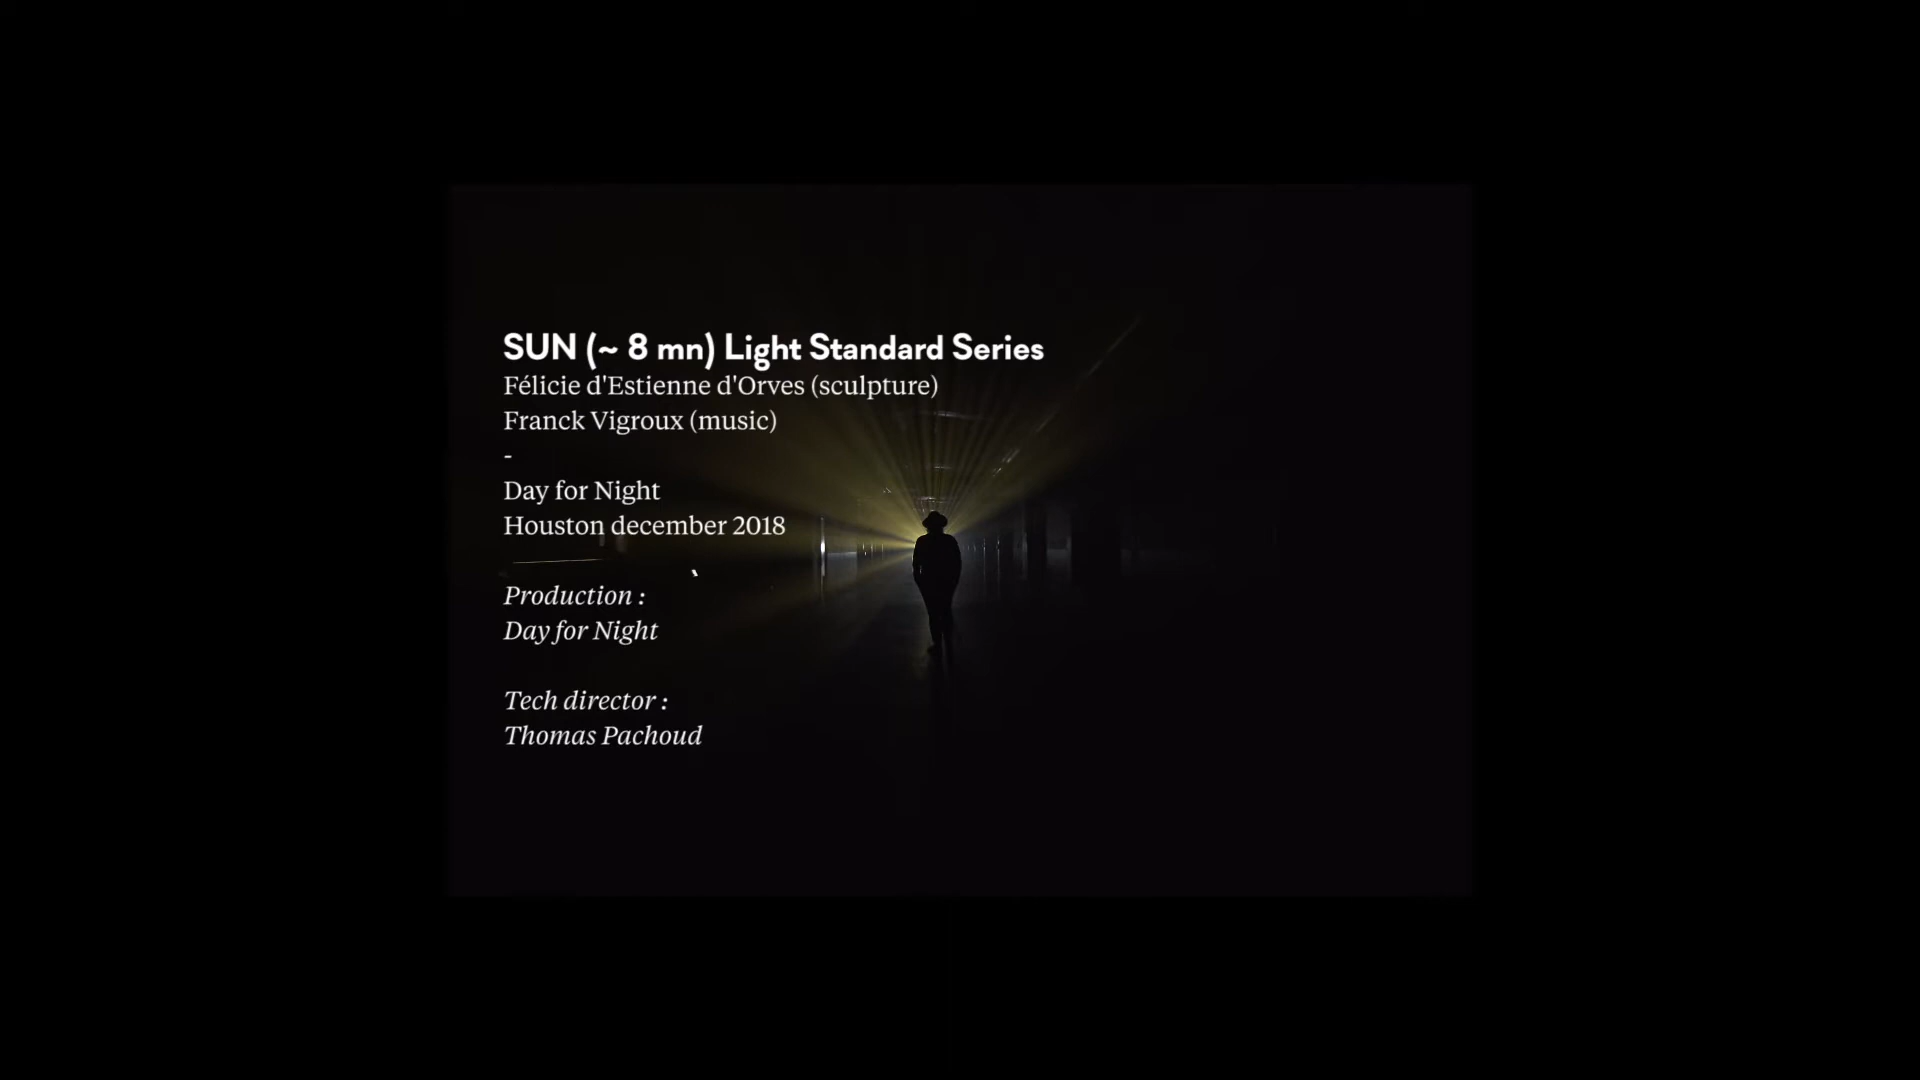 SUN (~ 8 mn) Light Standard Series
Félicie d'Estienne d'Orves (sculpture)
Franck Vigroux (music)
-
Day for Night
Houston december 2018
Production :
Day for Night
Tech director :
Thomas Pachoud